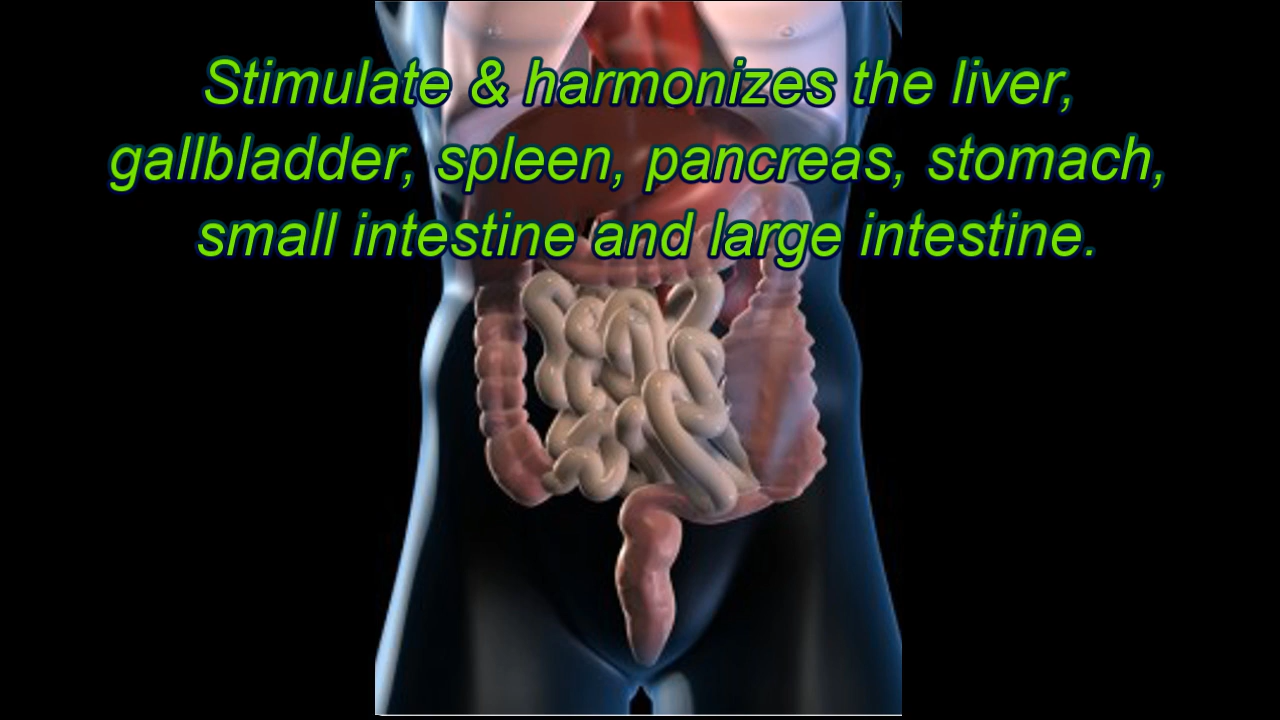 Stimulate & harmonizes the liver,
gallbladder, spleen, pancreas, stomach,
small intestine and large intestine.